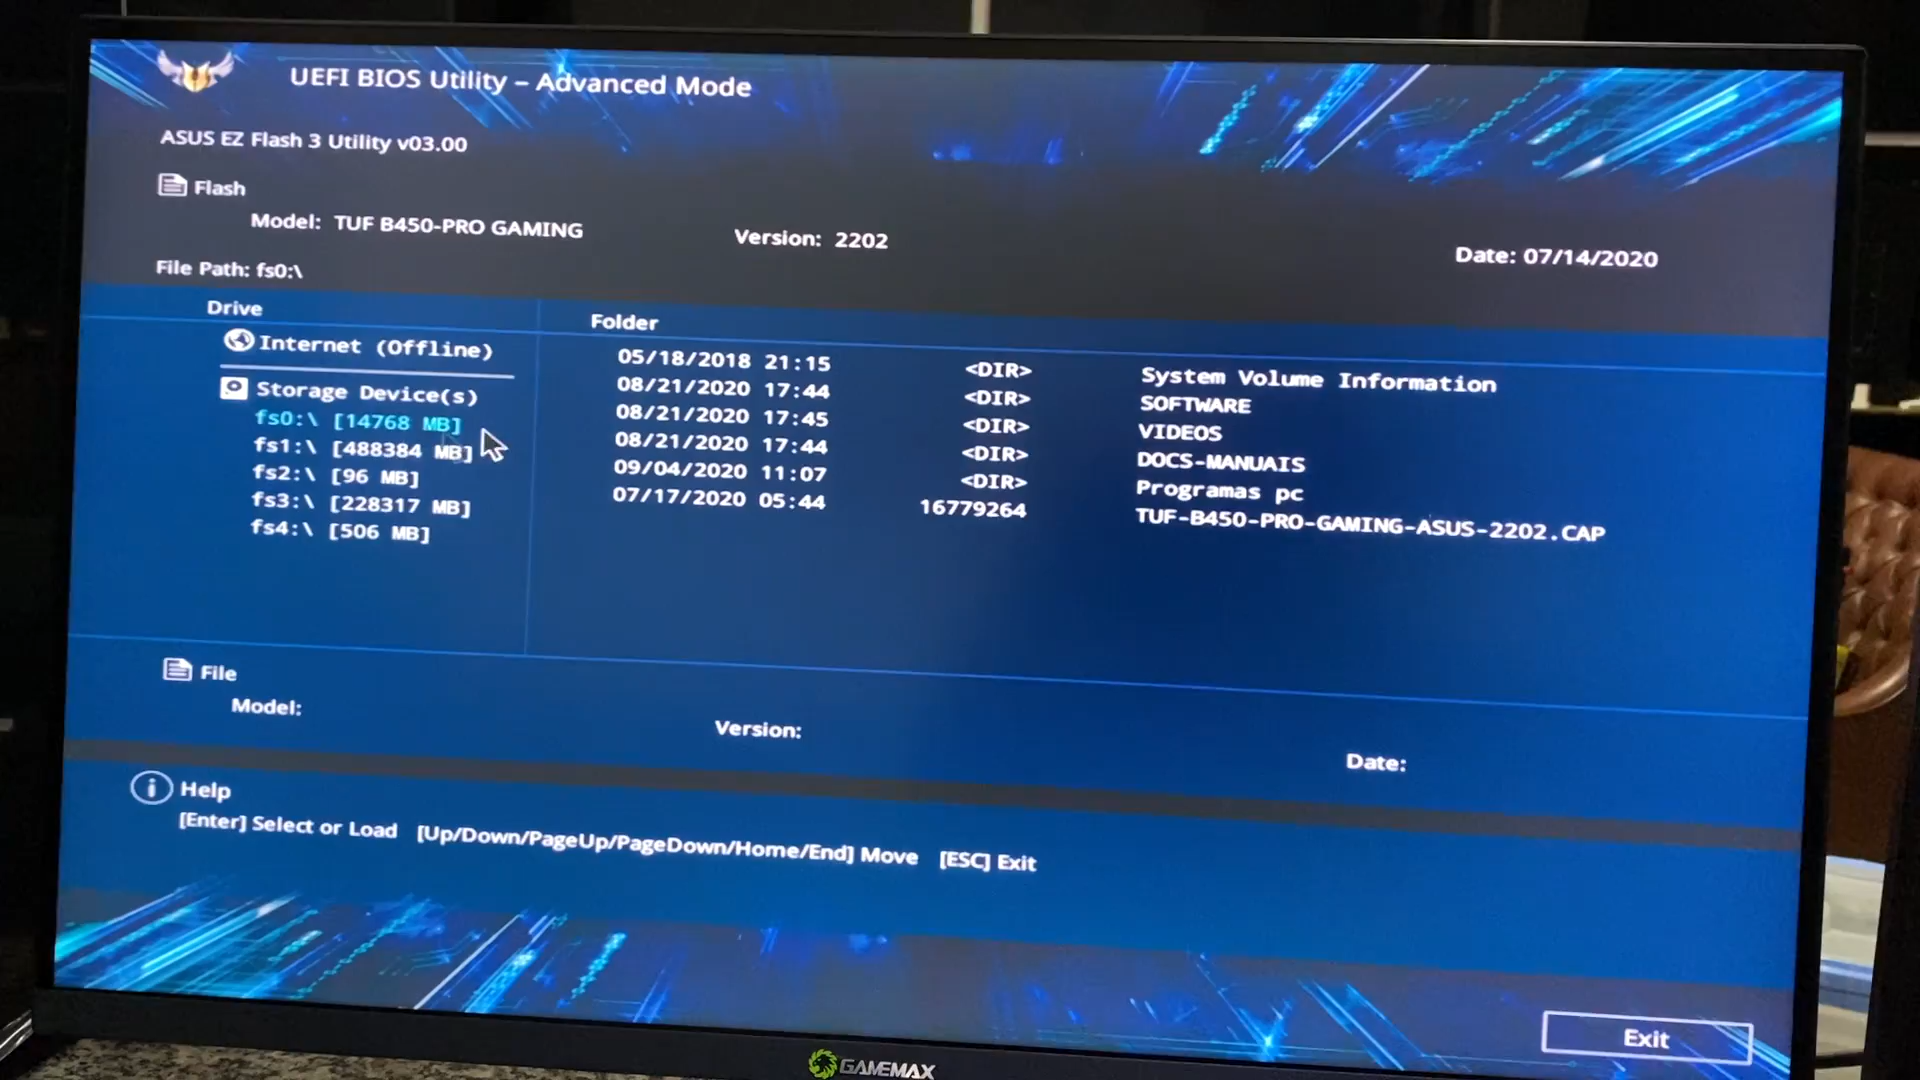 UEFI BIOS Utility – Advanced Mode
ASUS EZ Flash 3 Utility v03.00
Flash
Model: TUF B450-PRO GAMING Version: 2202 Date: 07/14/2020
File Path: fs0:\
Drive
Internet (Offline)
Storage Device(s)
fs0:\ [14768 MB]
fs1:\ [488384 MB]
fs2:\ [96 MB]
fs3:\ [228317 MB]
fs4:\ [506 MB]
Folder
05/18/2018 21:15 <DIR> System Volume Information
08/21/2020 17:44 <DIR> SOFTWARE
08/21/2020 17:45 <DIR> VIDEOS
08/21/2020 17:44 <DIR> DOCS-MANUAIS
09/04/2020 11:07 <DIR> Programas pc
07/17/2020 05:44 16779264 TUF-B450-PRO-GAMING-ASUS-2202.CAP
File
Model: Version: Date:
Help
[Enter] Select or Load [Up/Down/PageUp/PageDown/Home/End] Move [ESC] Exit
Exit
GAMEMAX